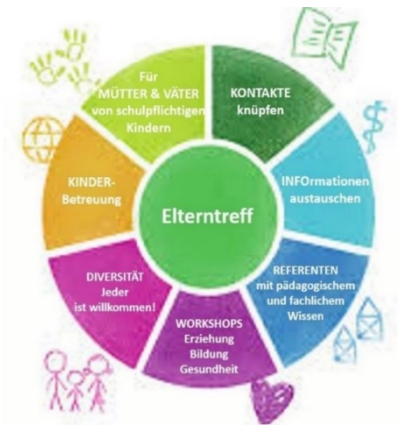 Elterntreff
KONTAKTE
knüpfen
INFOrmationen
austauschen
REFERENTEN
mit pädagogischem
und fachlichem
Wissen
WORKSHOPS
Erziehung
Bildung
Gesundheit
DIVERSITÄT
Jeder
ist willkommen!
KINDER-
Betreuung
Für
MÜTTER & VÄTER
von schulpflichtigen
Kindern